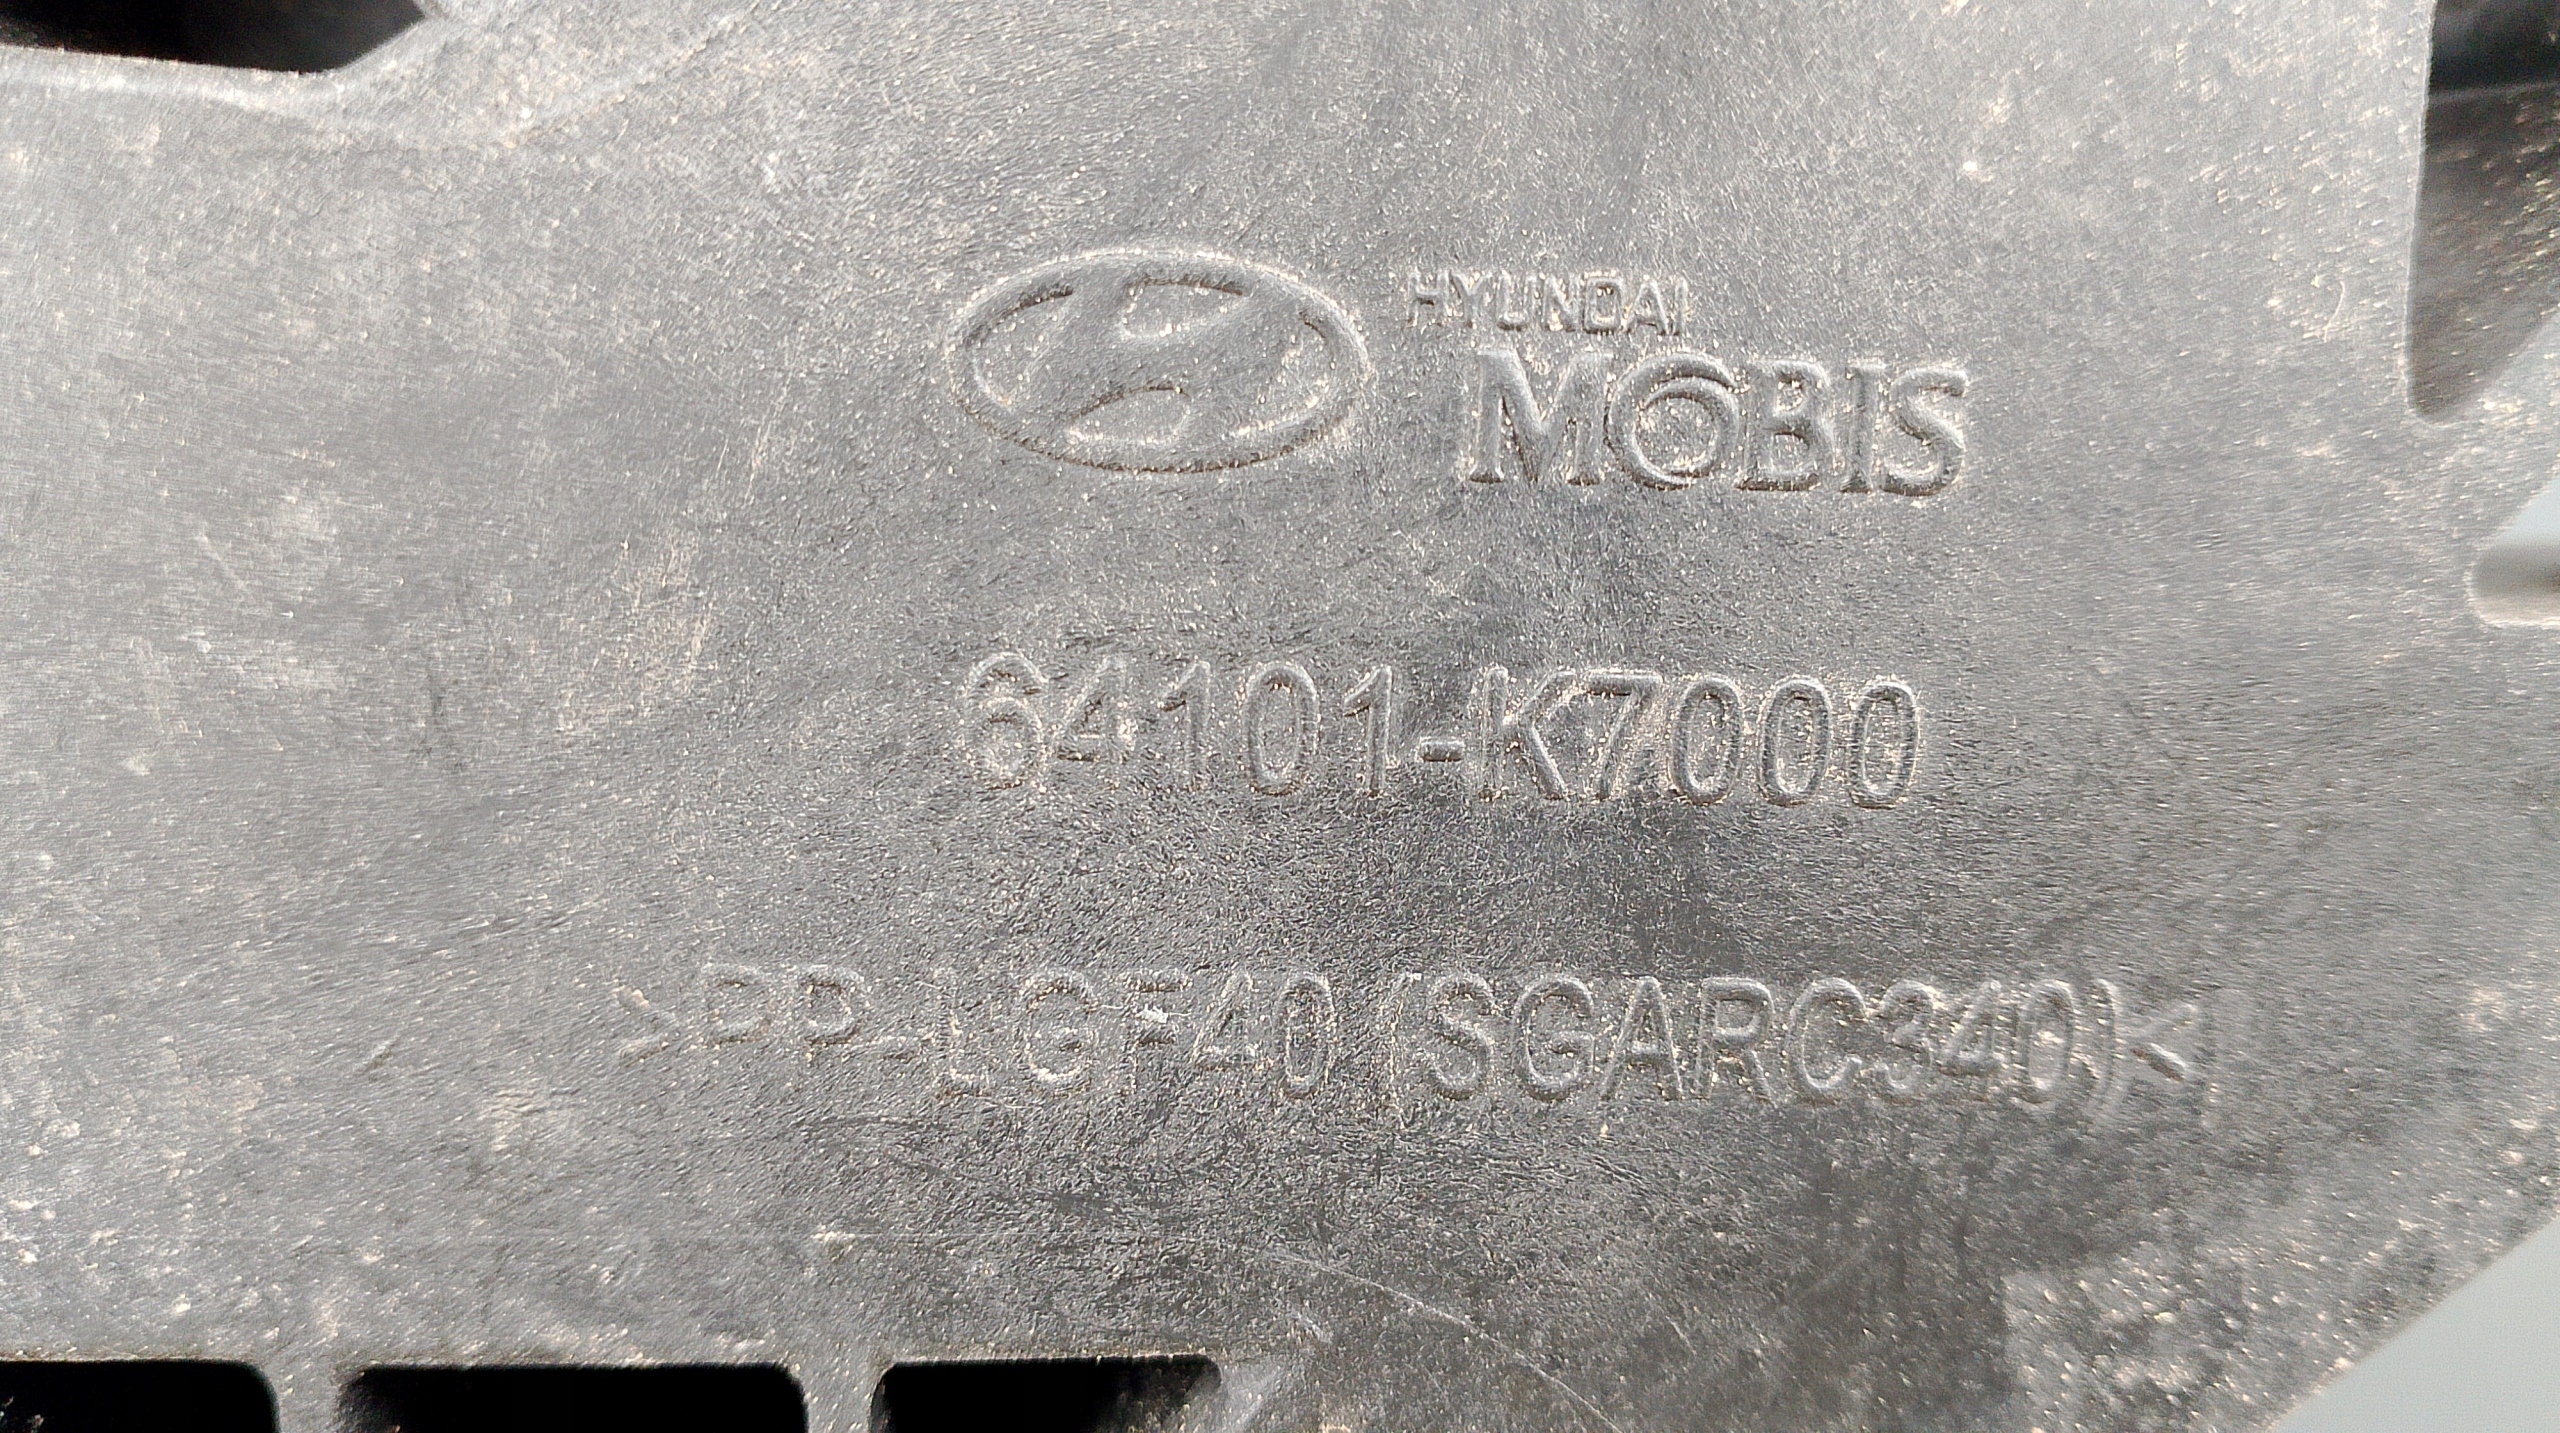 HYUNDAI
MOBIS
64101-K7000
>PP-LGF40(SGARC340)<